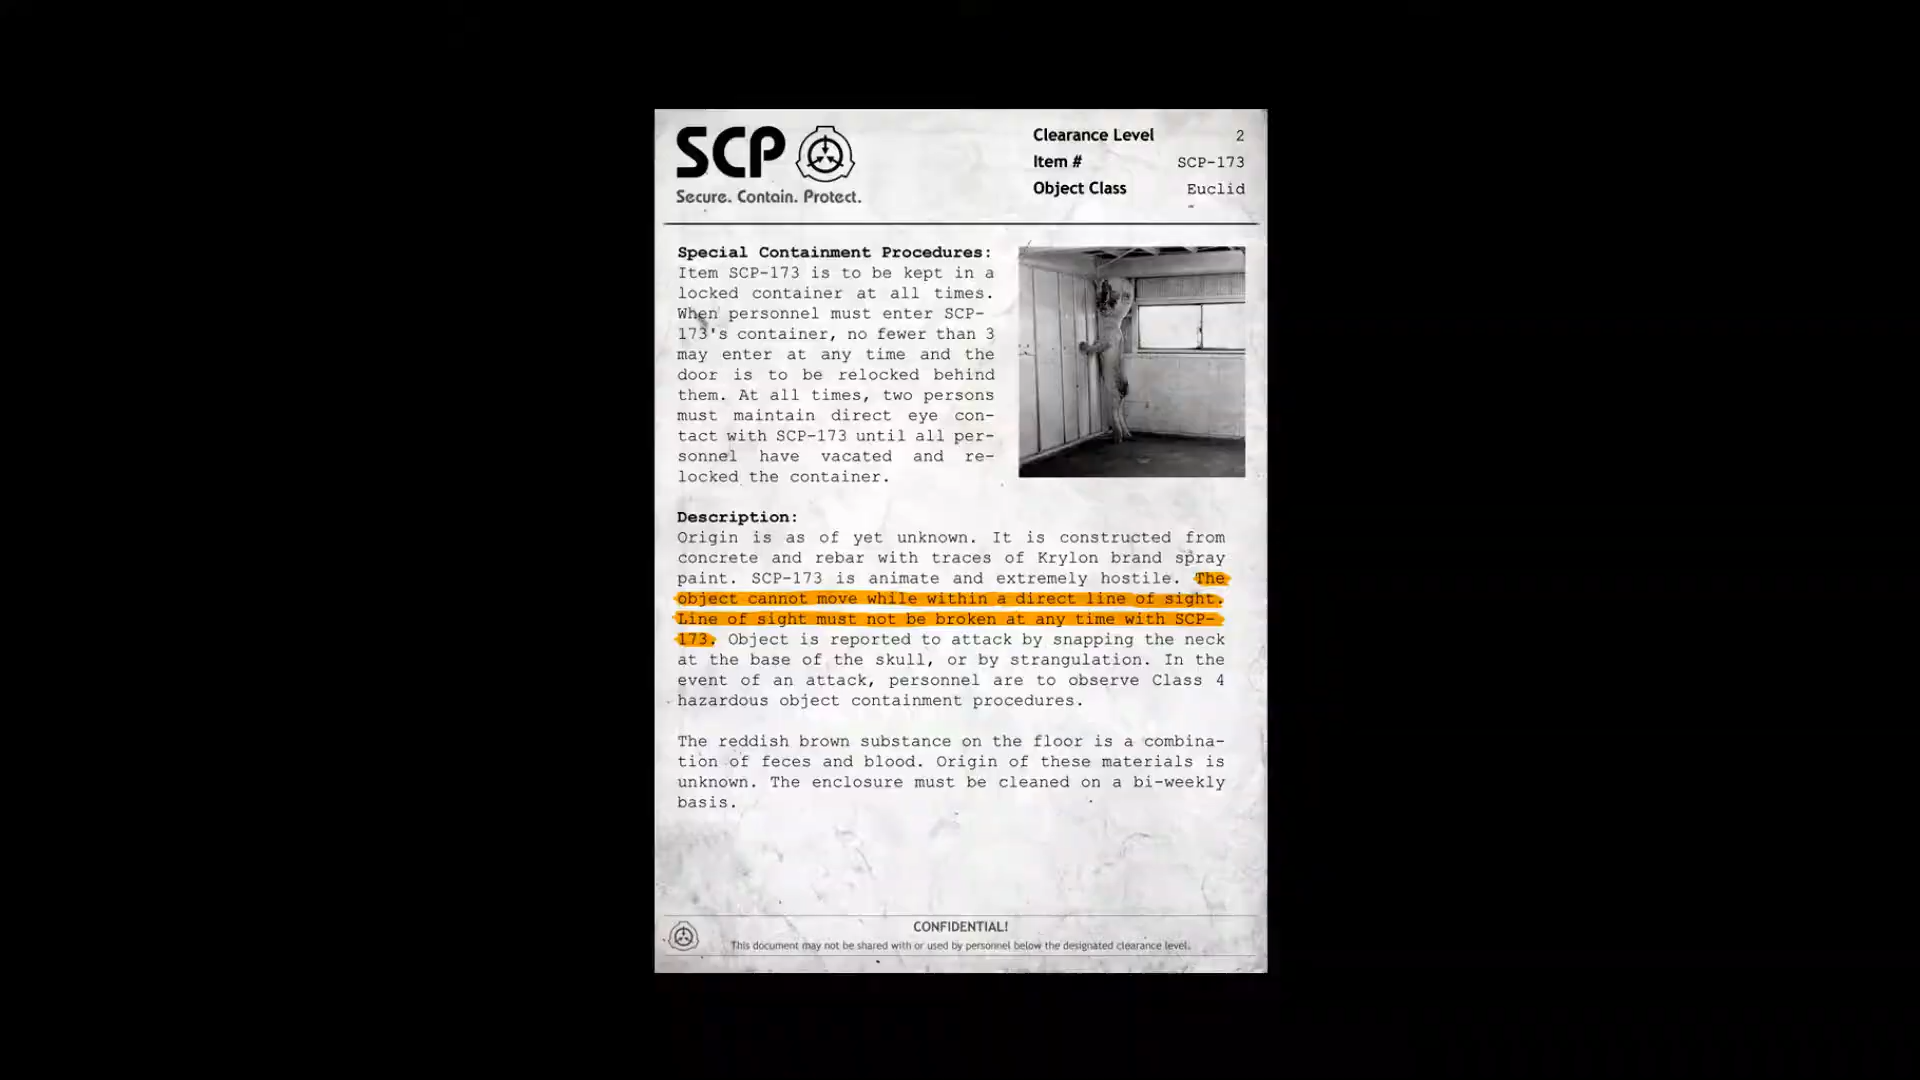 SCP
Secure. Contain. Protect.
Clearance Level 2
Item # SCP-173
Object Class Euclid
Special Containment Procedures:
Item SCP-173 is to be kept in a
locked container at all times.
When personnel must enter SCP-
173's container, no fewer than 3
may enter at any time and the
door is to be relocked behind
them. At all times, two persons
must maintain direct eye con-
tact with SCP-173 until all per-
sonnel have vacated and re-
locked the container.
Description:
Origin is as of yet unknown. It is constructed from
concrete and rebar with traces of Krylon brand spray
paint. SCP-173 is animate and extremely hostile. The
object cannot move while within a direct line of sight.
Line of sight must not be broken at any time with SCP-
173. Object is reported to attack by snapping the neck
at the base of the skull, or by strangulation. In the
event of an attack, personnel are to observe Class 4
hazardous object containment procedures.
The reddish brown substance on the floor is a combina-
tion of feces and blood. Origin of these materials is
unknown. The enclosure must be cleaned on a bi-weekly
basis.
CONFIDENTIAL!
This document may not be shared with or used by personnel below the designated clearance level.